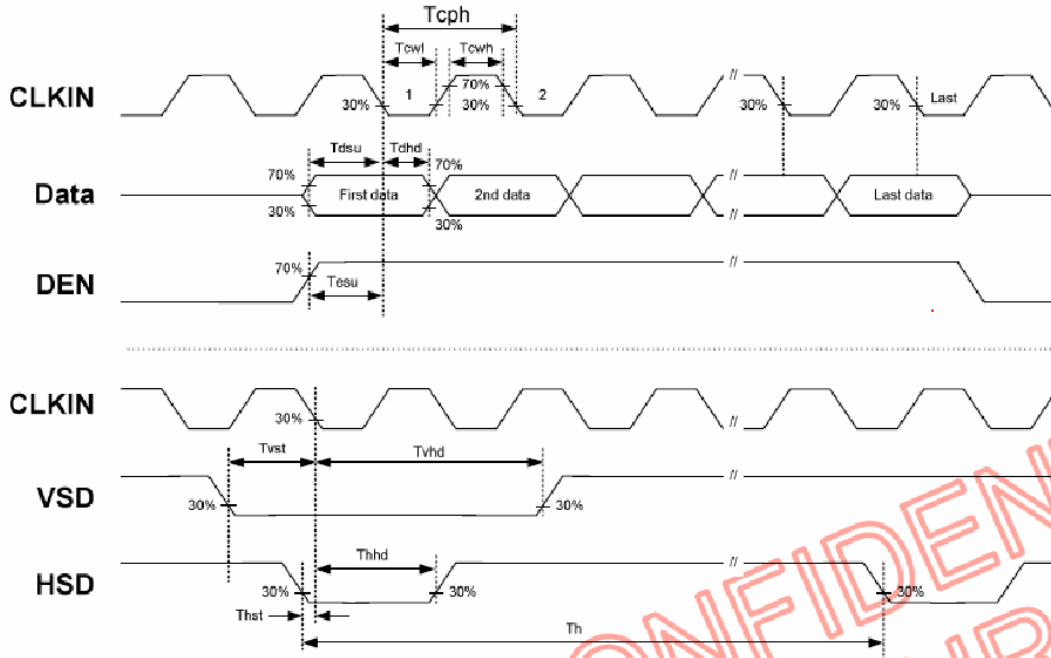 Tcph
Tcwl Tcwh
CLKIN 30% 1 70% 30% 2 // 30% 30% Last
Tdsu Tdhd
Data 70% 30% First data 70% 30% 2nd data // // Last data
DEN 70% Tesu //
CLKIN 30% //
Tvst Tvhd
VSD 30% 30% //
Thhd
HSD 30% 30% // 30%
Thst
Th